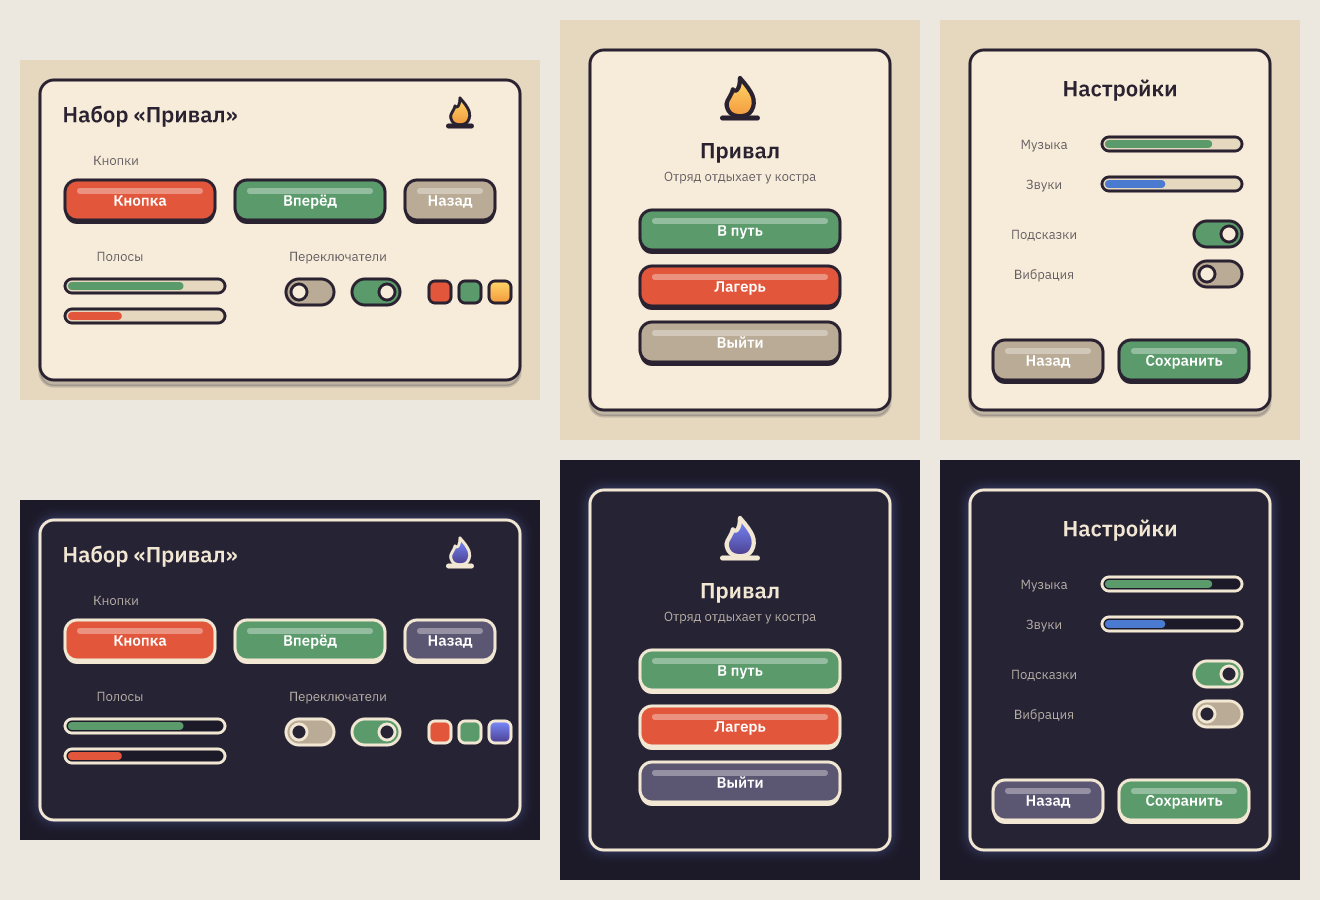 Набор «Привал»
Кнопки
Кнопка Вперёд Назад
Полосы Переключатели
Привал
Отряд отдыхает у костра
В путь
Лагерь
Выйти
Настройки
Музыка
Звуки
Подсказки
Вибрация
Назад Сохранить
Набор «Привал»
Кнопки
Кнопка Вперёд Назад
Полосы Переключатели
Привал
Отряд отдыхает у костра
В путь
Лагерь
Выйти
Настройки
Музыка
Звуки
Подсказки
Вибрация
Назад Сохранить